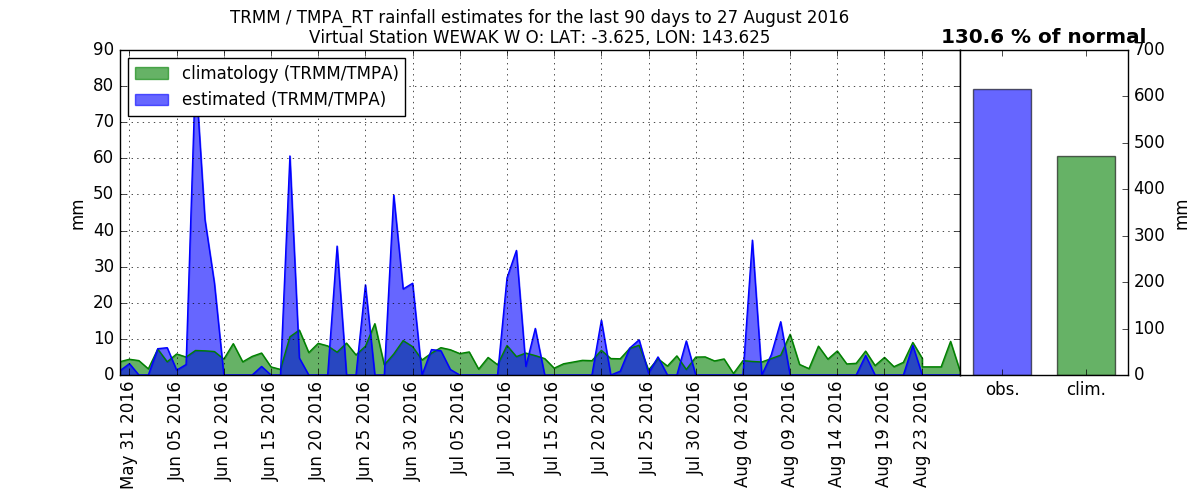 TRMM / TMPA_RT rainfall estimates for the last 90 days to 27 August 2016
Virtual Station WEWAK W O: LAT: -3.625, LON: 143.625
130.6 % of normal
climatology (TRMM/TMPA)
estimated (TRMM/TMPA)
90
80
70
60
50
40
30
20
10
0
mm
May 31 2016
Jun 05 2016
Jun 10 2016
Jun 15 2016
Jun 20 2016
Jun 25 2016
Jun 30 2016
Jul 05 2016
Jul 10 2016
Jul 15 2016
Jul 20 2016
Jul 25 2016
Jul 30 2016
Aug 04 2016
Aug 09 2016
Aug 14 2016
Aug 19 2016
Aug 23 2016
700
600
500
400
300
200
100
0
mm
obs.
clim.